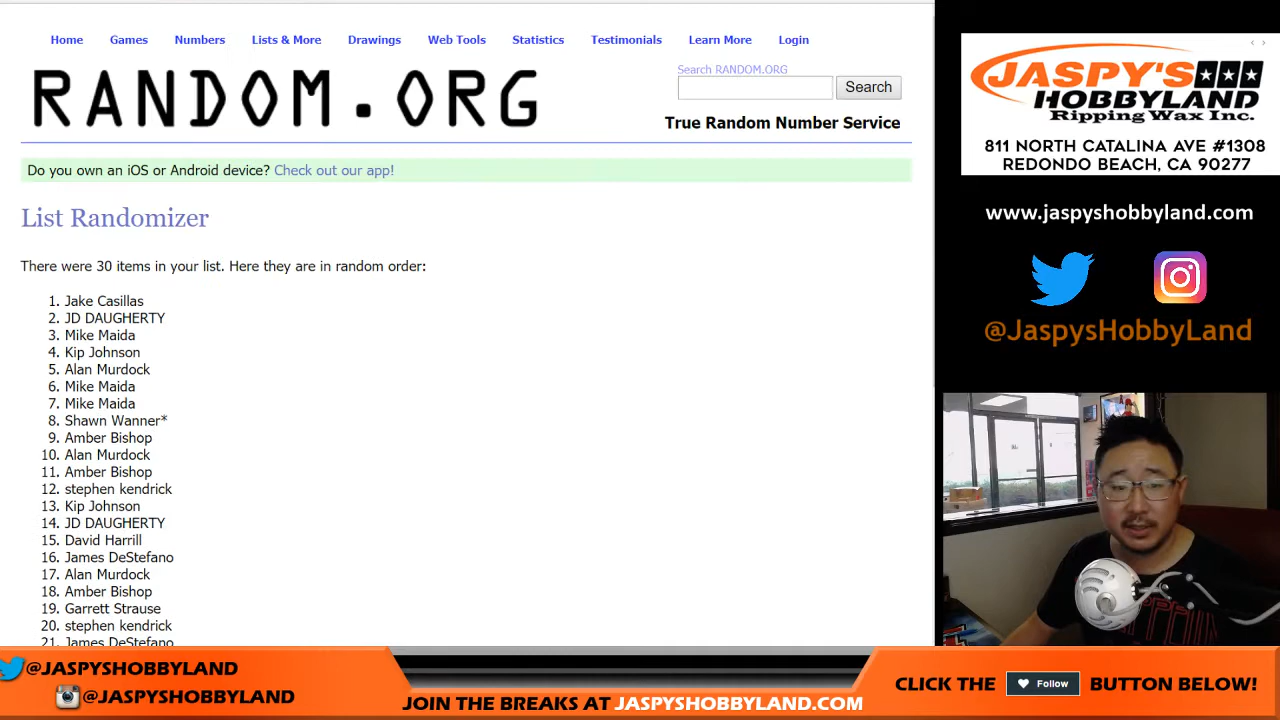 Home Games Numbers Lists & More Drawings Web Tools Statistics Testimonials Learn More Login
RANDOM.ORG
Search RANDOM.ORG
Search
True Random Number Service
Do you own an iOS or Android device? Check out our app!
List Randomizer
There were 30 items in your list. Here they are in random order:
1. Jake Casillas
2. JD DAUGHERTY
3. Mike Maida
4. Kip Johnson
5. Alan Murdock
6. Mike Maida
7. Mike Maida
8. Shawn Wanner*
9. Amber Bishop
10. Alan Murdock
11. Amber Bishop
12. stephen kendrick
13. Kip Johnson
14. JD DAUGHERTY
15. David Harrill
16. James DeStefano
17. Alan Murdock
18. Amber Bishop
19. Garrett Strause
20. stephen kendrick
21. James DeStefano
JASPY'S
HOBBYLAND
Ripping Wax Inc.
811 NORTH CATALINA AVE #1308
REDONDO BEACH, CA 90277
www.jaspyshobbyland.com
@JaspysHobbyLand
@JASPYSHOBBYLAND
@JASPYSHOBBYLAND
JOIN THE BREAKS AT JASPYSHOBBYLAND.COM
CLICK THE Follow BUTTON BELOW!